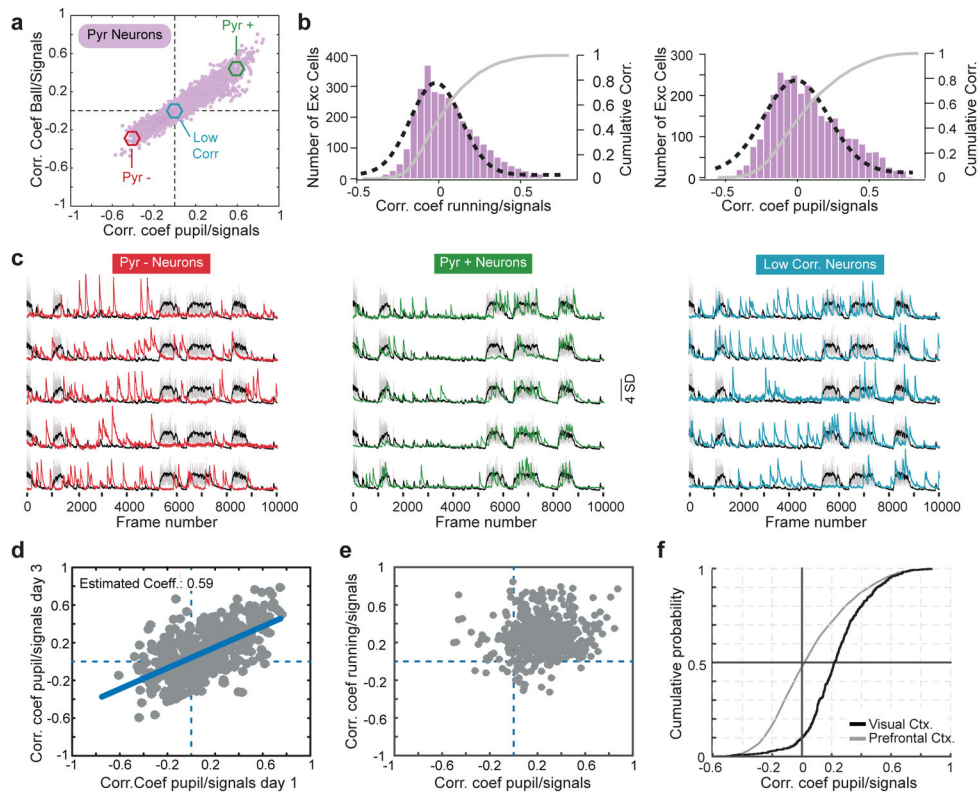 a
1
0.6
0.2
-0.2
-0.6
-1
Corr. Coef Ball/Signals
Pyr Neurons
Pyr +
Low
Corr
Pyr -
-1
-0.6
-0.2
0.2
0.6
1
Corr. coef pupil/signals
b
400
300
200
100
0
Number of Exc Cells
1
0.8
0.6
0.4
0.2
0
Cumulative Corr.
-0.5
0
0.5
Corr. coef running/signals
300
200
100
0
Number of Exc Cells
1
0.8
0.6
0.4
0.2
0
Cumulative Corr.
-0.5
0
0.5
Corr. coef pupil/signals
c
Pyr - Neurons
0 2000 4000 6000 8000 10000
Frame number
Pyr + Neurons
4 SD
0 2000 4000 6000 8000 10000
Frame number
Low Corr. Neurons
0 2000 4000 6000 8000 10000
Frame number
d
1
0.6
0.2
-0.2
-0.6
-1
Corr. coef pupil/signals day 3
Estimated Coeff.: 0.59
-1 -0.6 -0.2 0.2 0.6 1
Corr.Coef pupil/signals day 1
e
1
0.6
0.2
-0.2
-0.6
-1
Corr. coef running/signals
-1 -0.6 -0.2 0.2 0.6 1
Corr. coef pupil/signals
f
1
0.5
0
Cumulative probability
Visual Ctx.
Prefrontal Ctx.
-0.6 -0.4 -0.2 0 0.2 0.4 0.6 0.8 1
Corr. coef pupil/signals